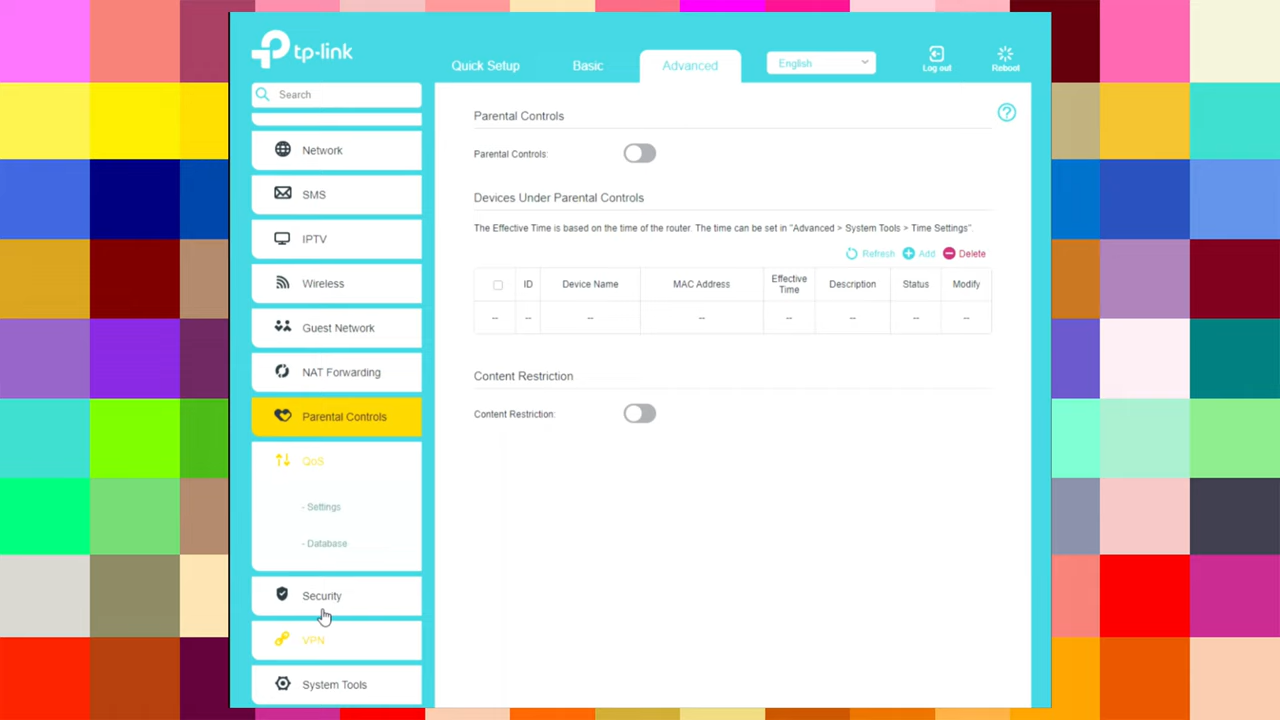 tp-link
Quick Setup
Basic
Advanced
English
Log out
Reboot
Search
Network
SMS
IPTV
Wireless
Guest Network
NAT Forwarding
Parental Controls
QoS
- Settings
- Database
Security
VPN
System Tools
Parental Controls
Parental Controls:
Devices Under Parental Controls
The Effective Time is based on the time of the router. The time can be set in "Advanced > System Tools > Time Settings".
Refresh Add Delete
ID Device Name MAC Address Effective Time Description Status Modify
-- -- -- -- -- -- -- --
Content Restriction
Content Restriction: